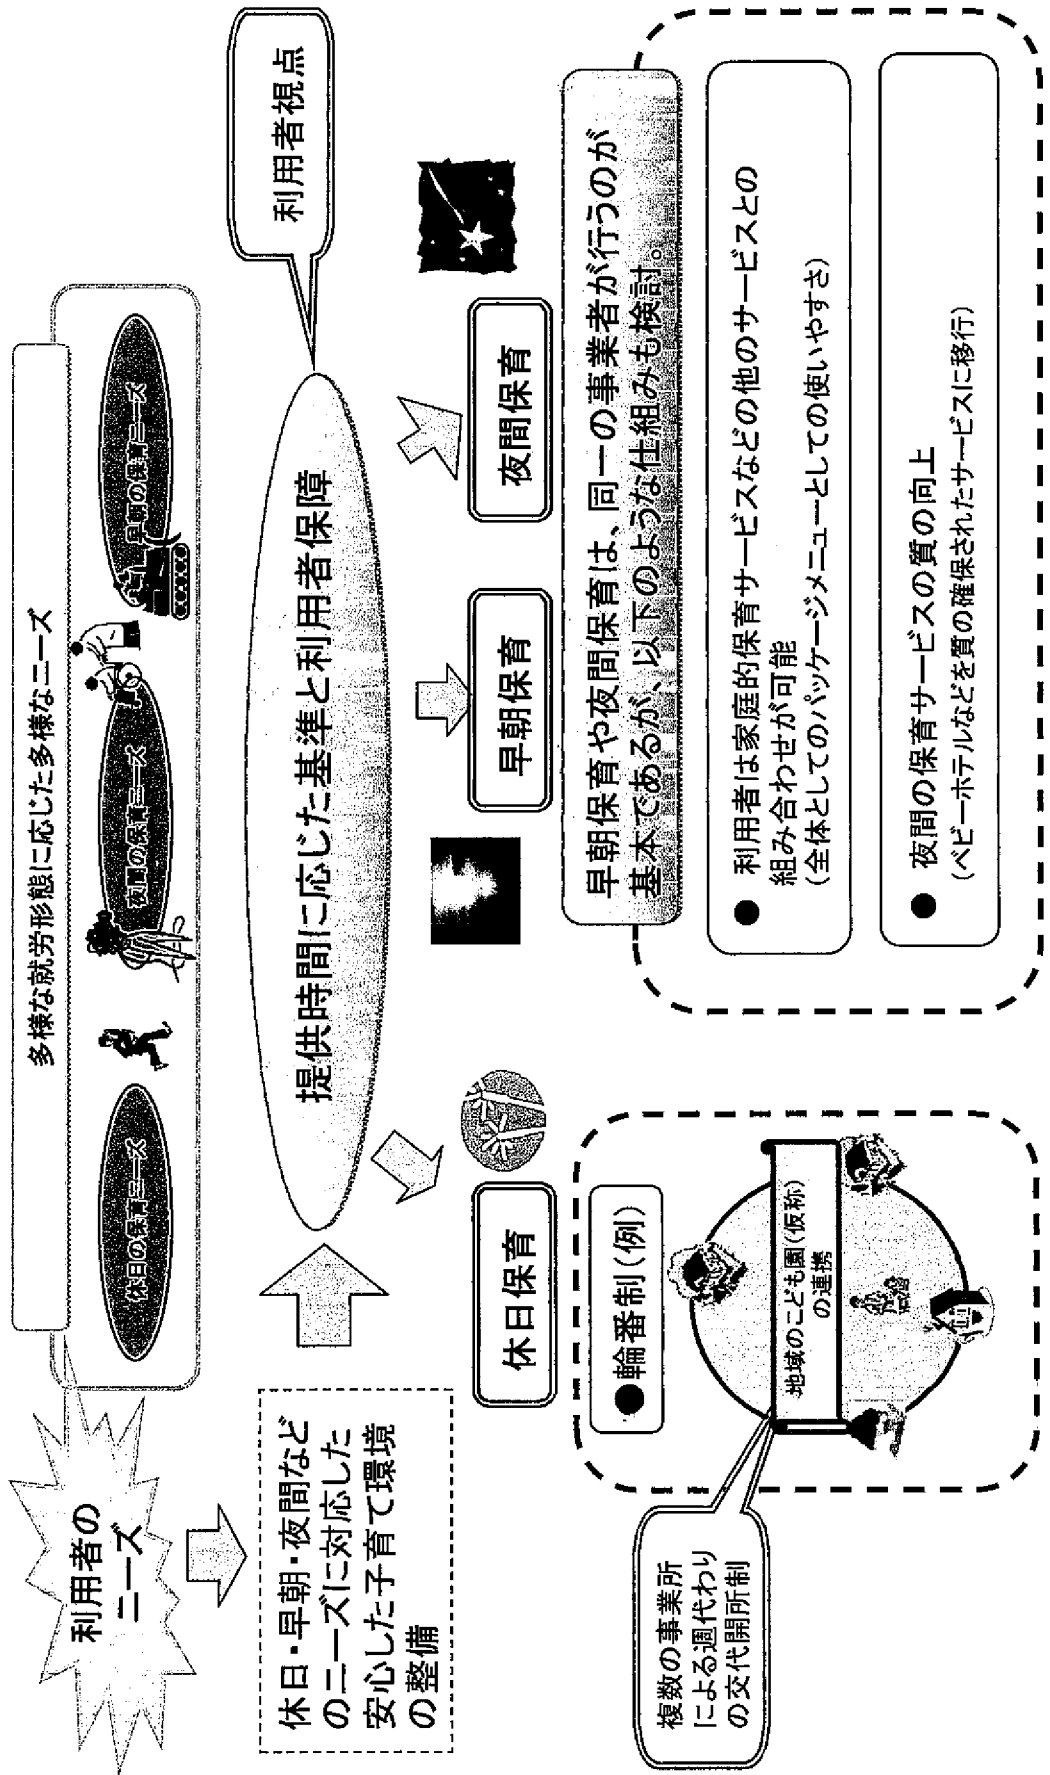 利用者の
ニーズ
多様な就労形態に応じた多様なニーズ
休日の保育ニーズ
夜間の保育ニーズ
早朝の保育ニーズ
休日・早朝・夜間など
のニーズに対応した
安心した子育て環境
の整備
提供時間に応じた基準と利用者保障
利用者視点
休日保育
早朝保育
夜間保育
●輪番制(例)
地域のこども園(仮称)
の連携
複数の事業所
による週代わり
の交代開所制
早朝保育や夜間保育は、同一の事業者が行うのが
基本であるが、以下のような仕組みも検討。
● 利用者は家庭的保育サービスなどの他のサービスとの
組み合わせが可能
(全体としてのパッケージメニューとしての使いやすさ)
● 夜間の保育サービスの質の向上
(ベビーホテルなどを質の確保されたサービスに移行)